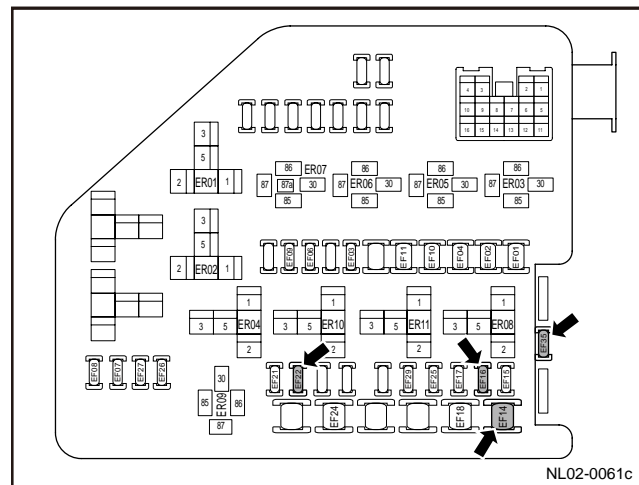 4 3 2 1
10 9 8 7 6 5
16 15 14 13 12 11
3
5
2 ER01 1
86 ER07
87 87a 30
85
86
87 ER06 30
85
86
87 ER05 30
85
86
87 ER03 30
85
3
5
2 ER02 1
EF09 EF06 EF03 EF11 EF10 EF04 EF02 EF01
1
3 5 ER04
2
1
3 5 ER10
2
1
3 5 ER11
2
1
3 5 ER08
2
EF35
EF08 EF07 EF27 EF26
EF21 EF22 EF29 EF25 EF17 EF16 EF15
30
85 ER09 86
87
EF24 EF18 EF14
NL02-0061c